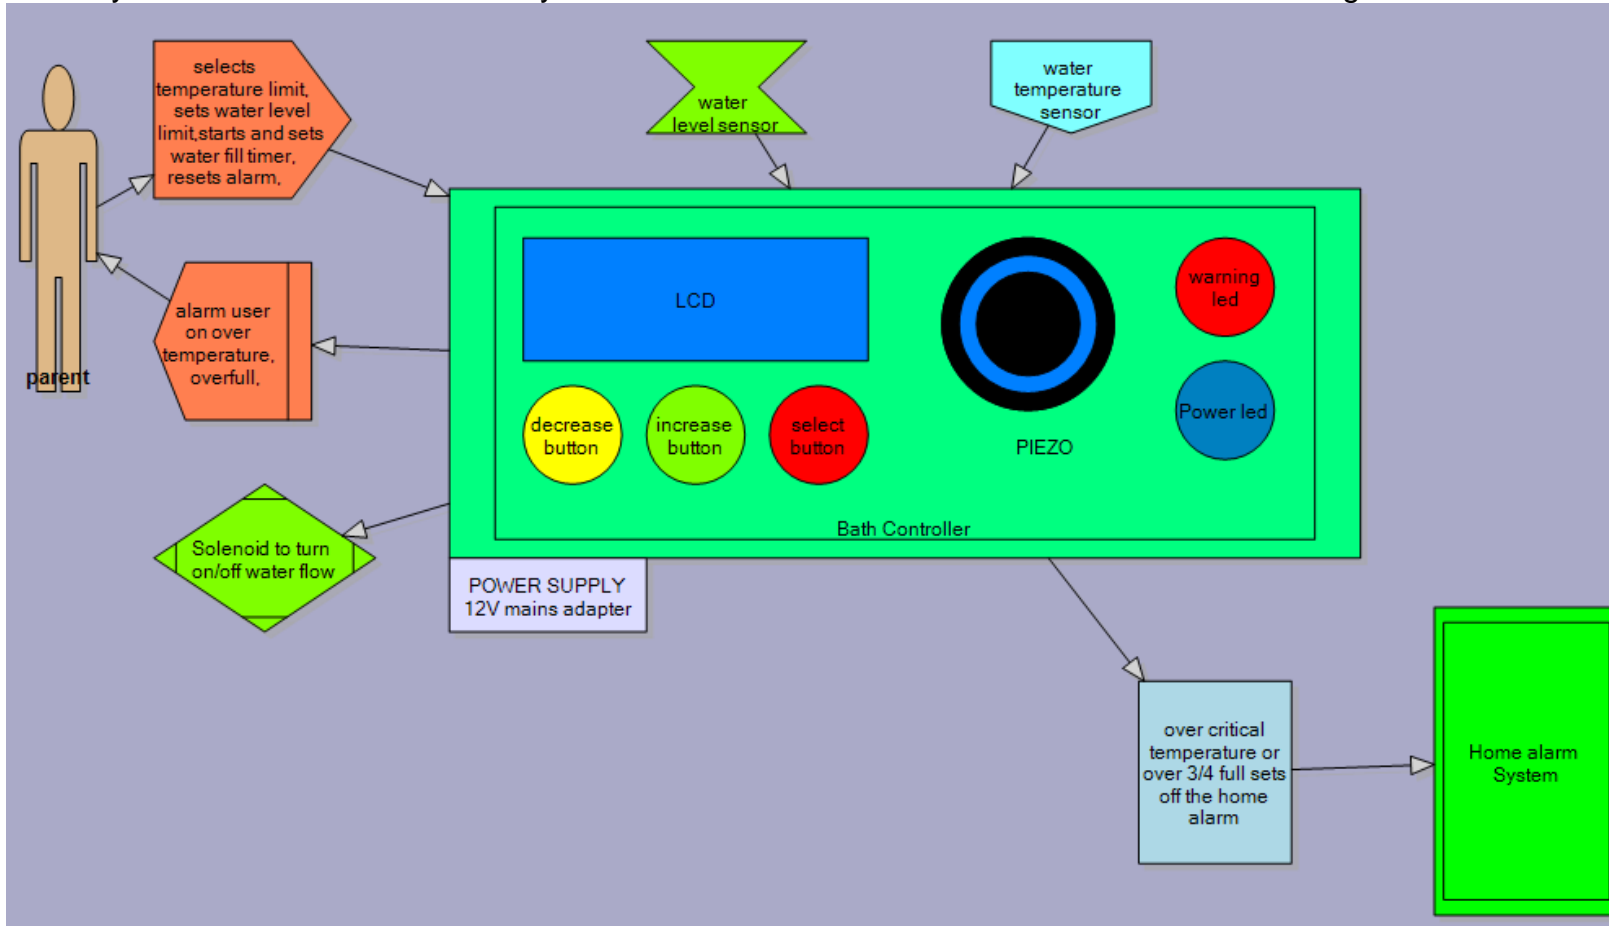 selects
temperature limit,
sets water level
limit,starts and sets
water fill timer,
resets alarm,
water
level sensor
water
temperature
sensor
parent
alarm user
on over
temperature,
overfull,
LCD
warning
led
Power led
decrease
button
increase
button
select
button
PIEZO
Bath Controller
Solenoid to turn
on/off water flow
POWER SUPPLY
12V mains adapter
over critical
temperature or
over 3/4 full sets
off the home
alarm
Home alarm
System